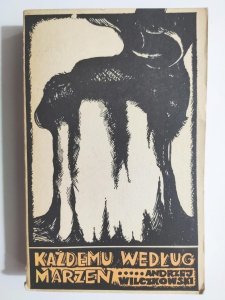 KAŻDEMU WEDŁUG
MARZEŃ ANDRZEJ
WILCZKOWSKI